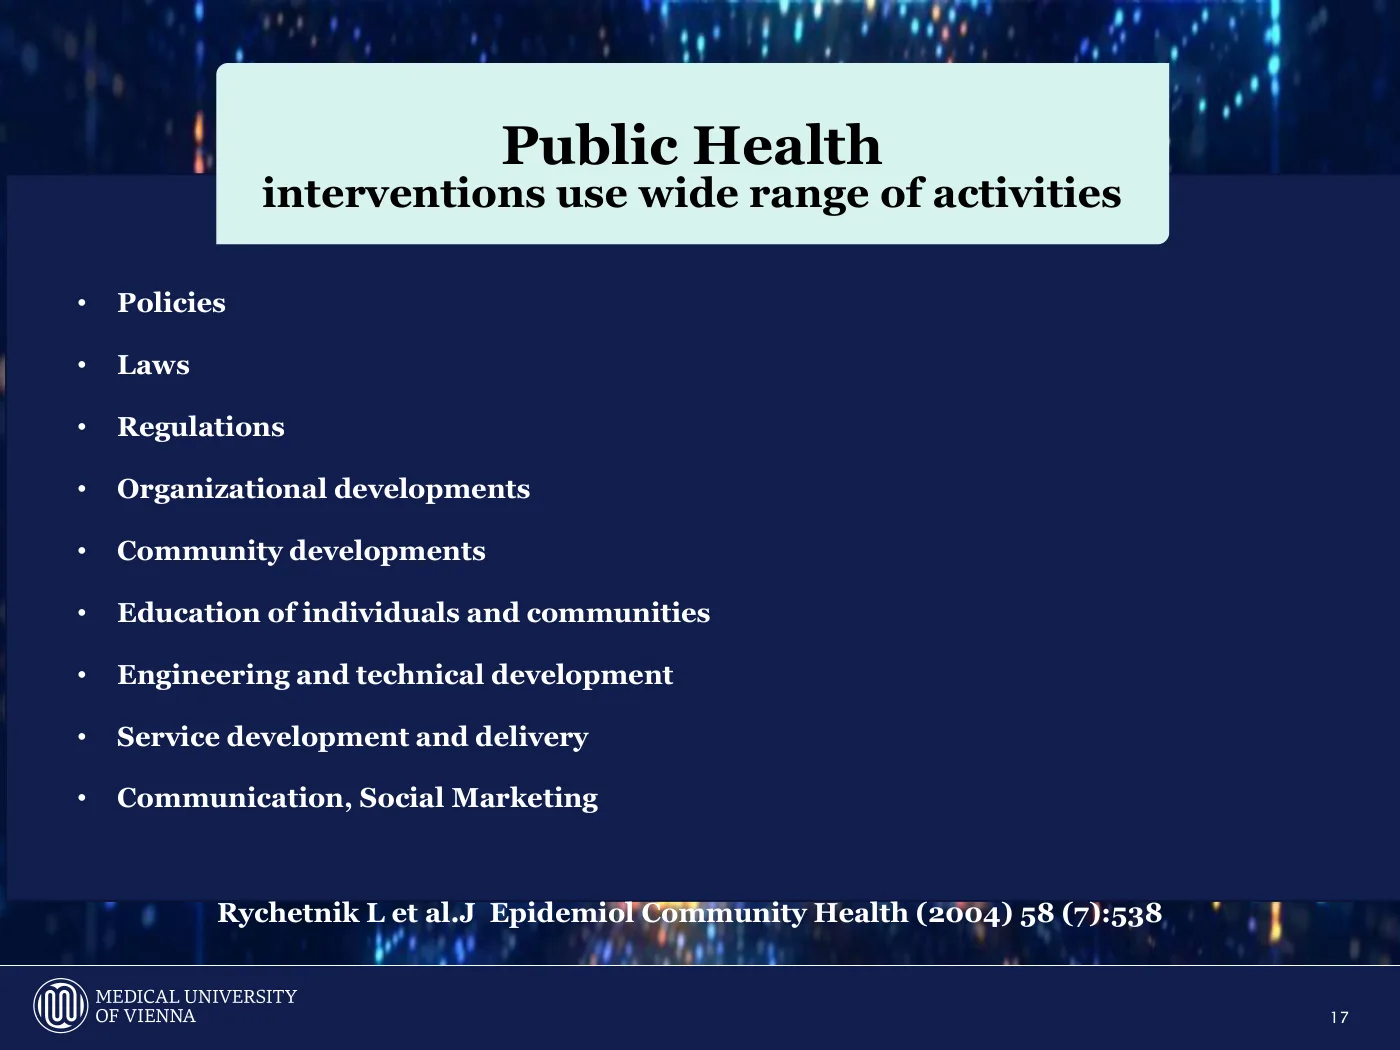 Public Health
interventions use wide range of activities
• Policies
• Laws
• Regulations
• Organizational developments
• Community developments
• Education of individuals and communities
• Engineering and technical development
• Service development and delivery
• Communication, Social Marketing
Rychetnik L et al.J  Epidemiol Community Health (2004) 58 (7):538
MEDICAL UNIVERSITY
OF VIENNA
17